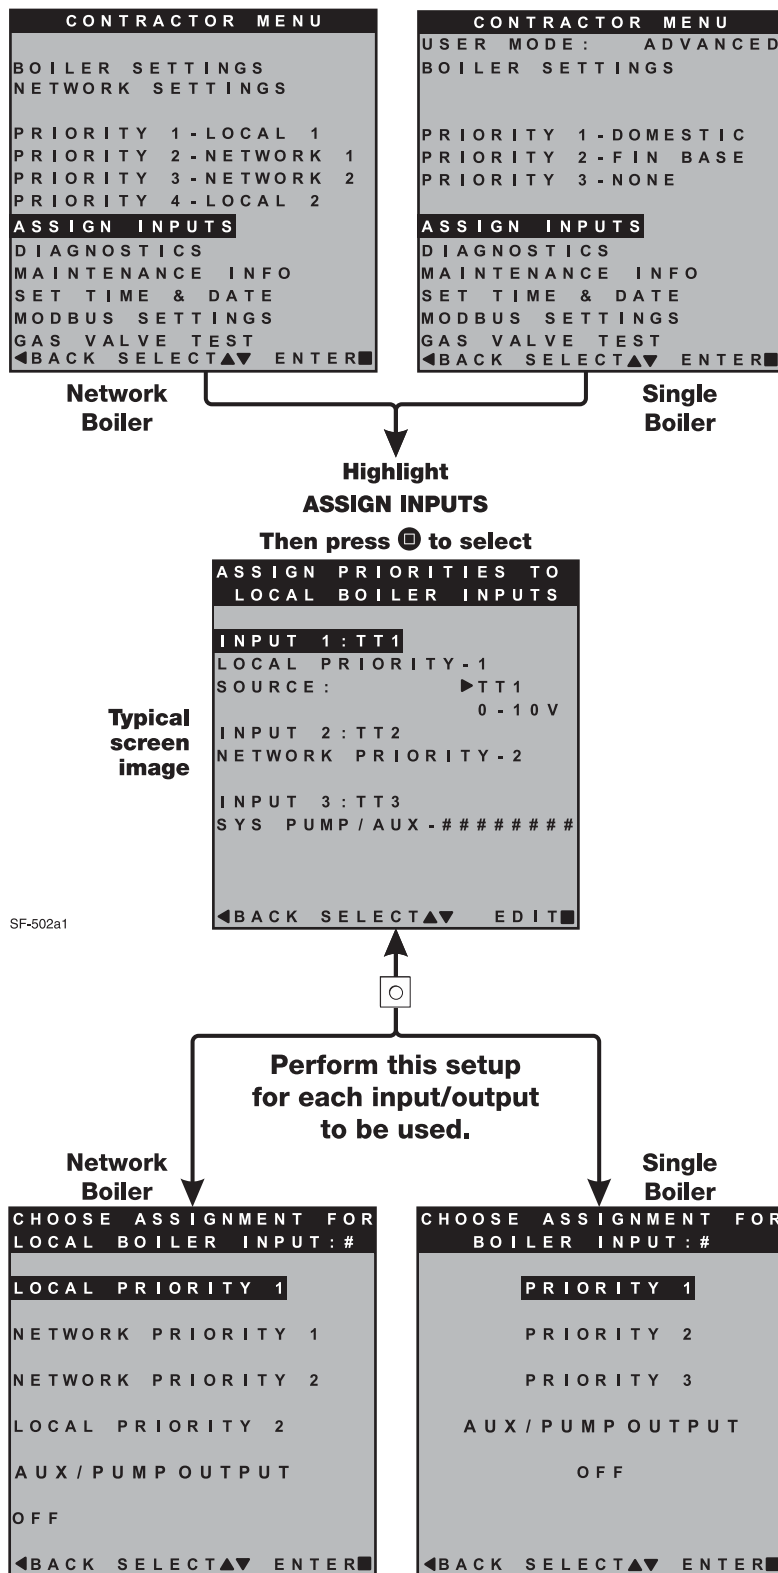 CONTRACTOR MENU
BOILER SETTINGS
NETWORK SETTINGS
PRIORITY 1-LOCAL 1
PRIORITY 2-NETWORK 1
PRIORITY 3-NETWORK 2
PRIORITY 4-LOCAL 2
ASSIGN INPUTS
DIAGNOSTICS
MAINTENANCE INFO
SET TIME & DATE
MODBUS SETTINGS
GAS VALVE TEST
◀BACK SELECT▲▼ ENTER■
Network
Boiler
CONTRACTOR MENU
USER MODE: ADVANCED
BOILER SETTINGS
PRIORITY 1-DOMESTIC
PRIORITY 2-FIN BASE
PRIORITY 3-NONE
ASSIGN INPUTS
DIAGNOSTICS
MAINTENANCE INFO
SET TIME & DATE
MODBUS SETTINGS
GAS VALVE TEST
◀BACK SELECT▲▼ ENTER■
Single
Boiler
Highlight
ASSIGN INPUTS
Then press to select
ASSIGN PRIORITIES TO
LOCAL BOILER INPUTS
INPUT 1:TT1
LOCAL PRIORITY-1
SOURCE: ▶TT1
0-10V
INPUT 2:TT2
NETWORK PRIORITY-2
INPUT 3:TT3
SYS PUMP/AUX-########
◀BACK SELECT▲▼ EDIT■
Typical
screen
image
SF-502a1
Perform this setup
for each input/output
to be used.
Network
Boiler
CHOOSE ASSIGNMENT FOR
LOCAL BOILER INPUT:#
LOCAL PRIORITY 1
NETWORK PRIORITY 1
NETWORK PRIORITY 2
LOCAL PRIORITY 2
AUX/PUMP OUTPUT
OFF
◀BACK SELECT▲▼ ENTER■
Single
Boiler
CHOOSE ASSIGNMENT FOR
BOILER INPUT:#
PRIORITY 1
PRIORITY 2
PRIORITY 3
AUX/PUMP OUTPUT
OFF
◀BACK SELECT▲▼ ENTER■